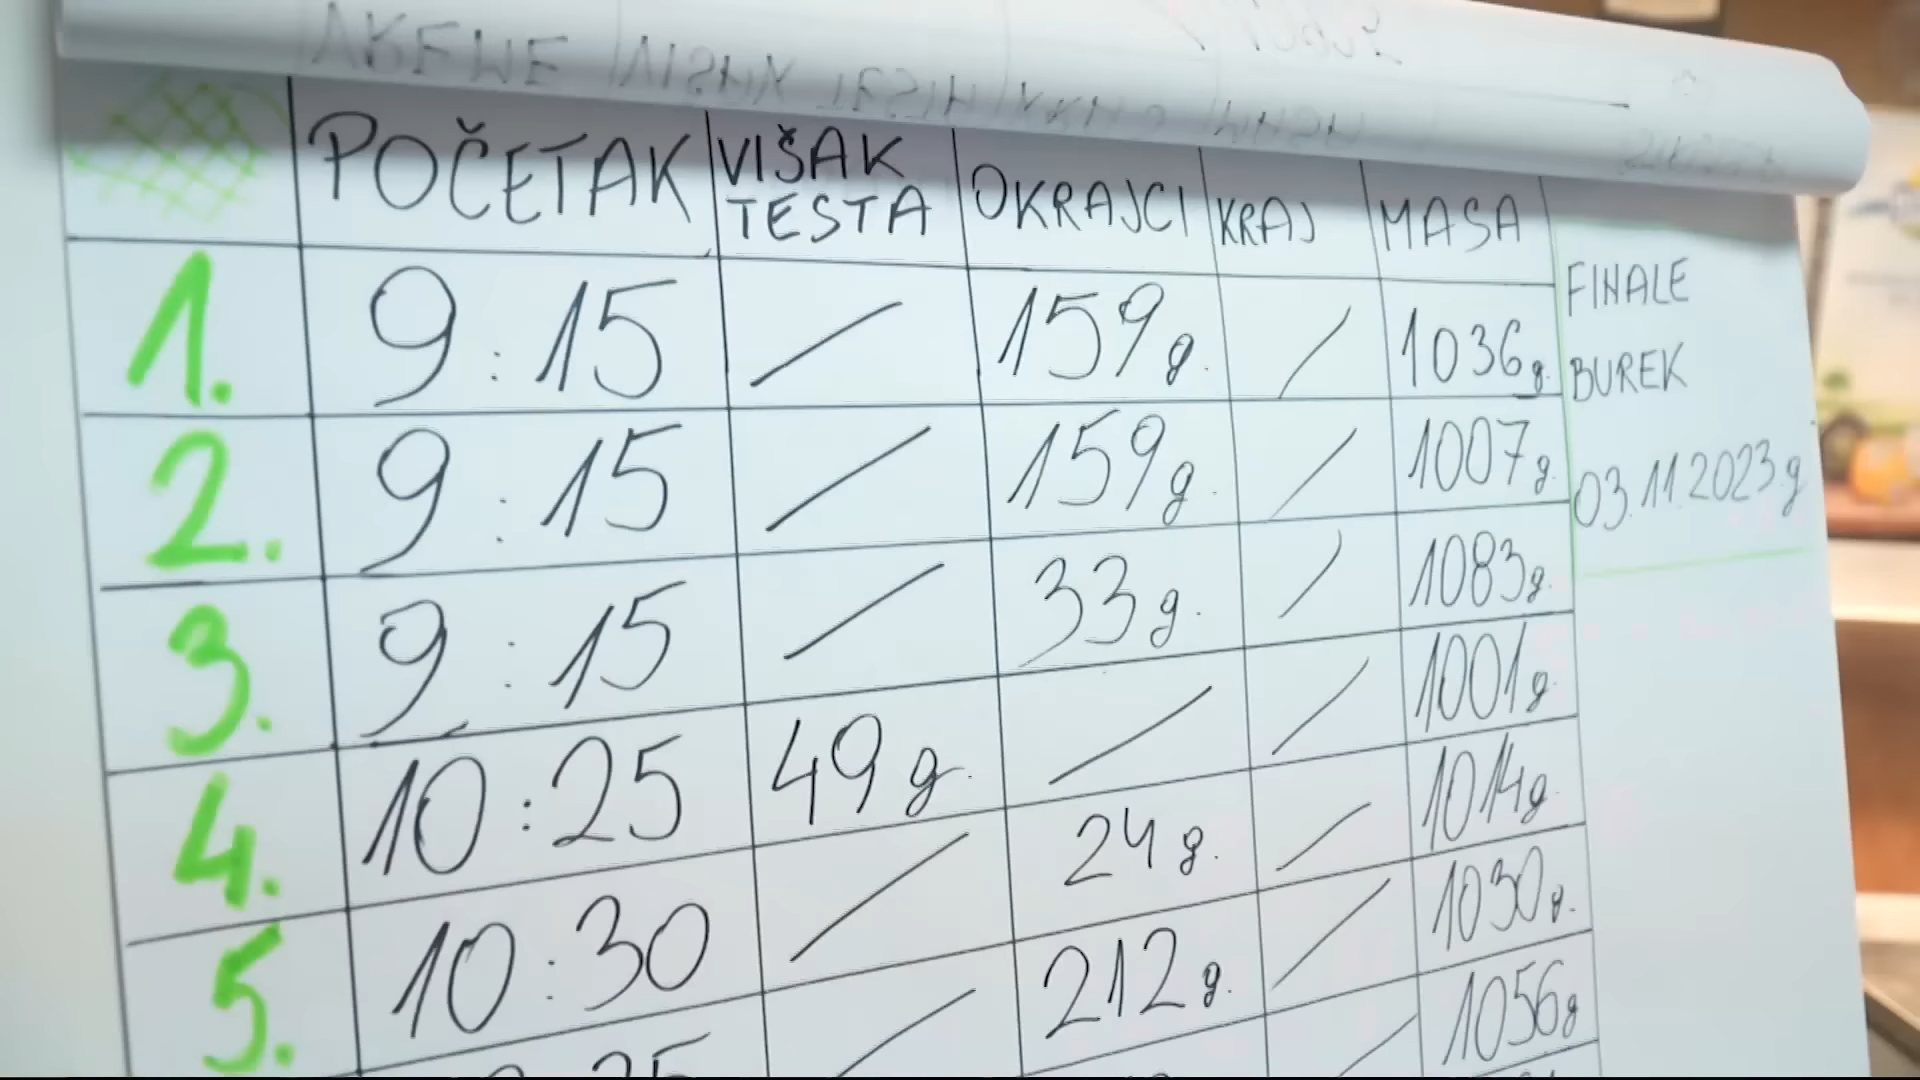 POČETAK VIŠAK TESTA OKRAJCI KRAJ MASA
1. 9:15 / 159g. / 1036g.
2. 9:15 / 159g. / 1007g.
3. 9:15 / 33g. / 1083g.
4. 10:25 49g. / / 1001g.
5. 10:30 / 24g. / 1014g.
/ 212g. / 1030g.
/ 1056g
FINALE
BUREK
03.11.2023.g